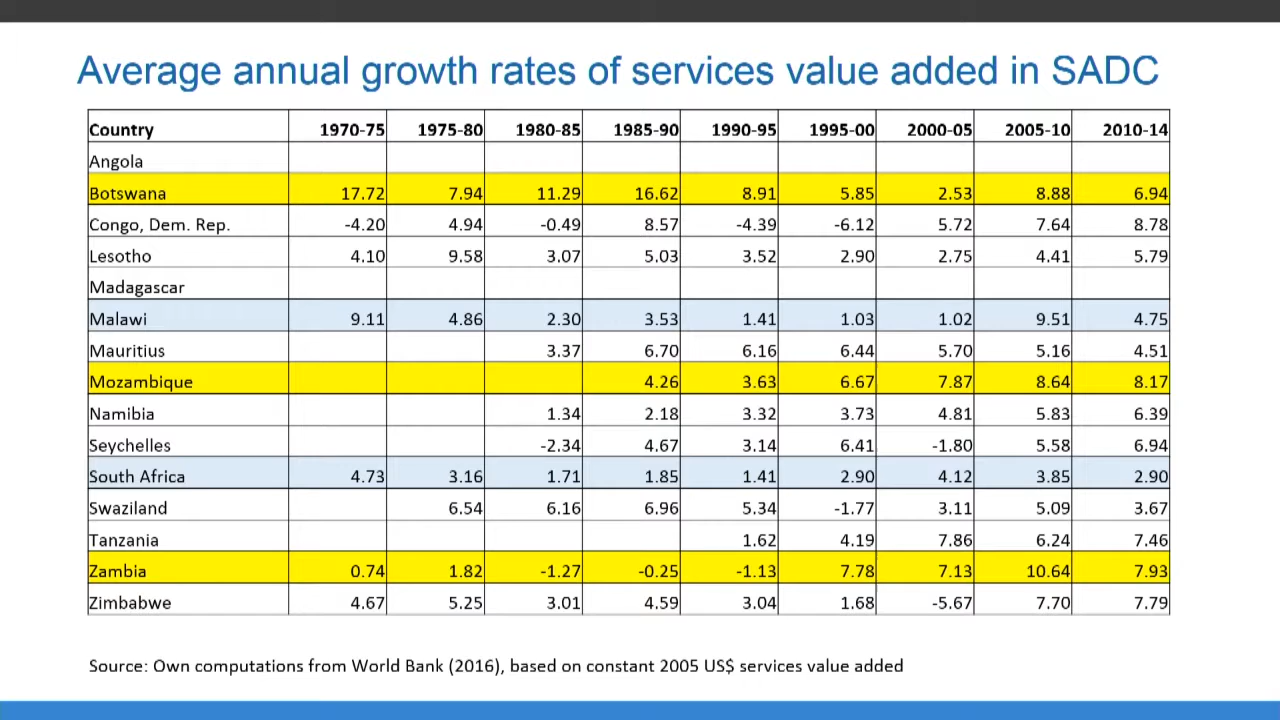 Average annual growth rates of services value added in SADC
Country 1970-75 1975-80 1980-85 1985-90 1990-95 1995-00 2000-05 2005-10 2010-14
Angola
Botswana 17.72 7.94 11.29 16.62 8.91 5.85 2.53 8.88 6.94
Congo, Dem. Rep. -4.20 4.94 -0.49 8.57 -4.39 -6.12 5.72 7.64 8.78
Lesotho 4.10 9.58 3.07 5.03 3.52 2.90 2.75 4.41 5.79
Madagascar
Malawi 9.11 4.86 2.30 3.53 1.41 1.03 1.02 9.51 4.75
Mauritius 3.37 6.70 6.16 6.44 5.70 5.16 4.51
Mozambique 4.26 3.63 6.67 7.87 8.64 8.17
Namibia 1.34 2.18 3.32 3.73 4.81 5.83 6.39
Seychelles -2.34 4.67 3.14 6.41 -1.80 5.58 6.94
South Africa 4.73 3.16 1.71 1.85 1.41 2.90 4.12 3.85 2.90
Swaziland 6.54 6.16 6.96 5.34 -1.77 3.11 5.09 3.67
Tanzania 1.62 4.19 7.86 6.24 7.46
Zambia 0.74 1.82 -1.27 -0.25 -1.13 7.78 7.13 10.64 7.93
Zimbabwe 4.67 5.25 3.01 4.59 3.04 1.68 -5.67 7.70 7.79
Source: Own computations from World Bank (2016), based on constant 2005 US$ services value added